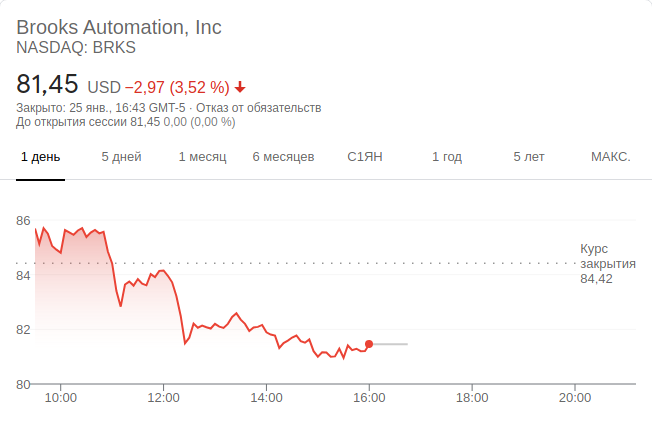 Brooks Automation, Inc
NASDAQ: BRKS
81,45 USD −2,97 (3,52 %) ↓
Закрыто: 25 янв., 16:43 GMT-5 · Отказ от обязательств
До открытия сессии 81,45 0,00 (0,00 %)
1 день 5 дней 1 месяц 6 месяцев С1ЯН 1 год 5 лет МАКС.
86
Курс
закрытия
84,42
84
82
80
10:00 12:00 14:00 16:00 18:00 20:00